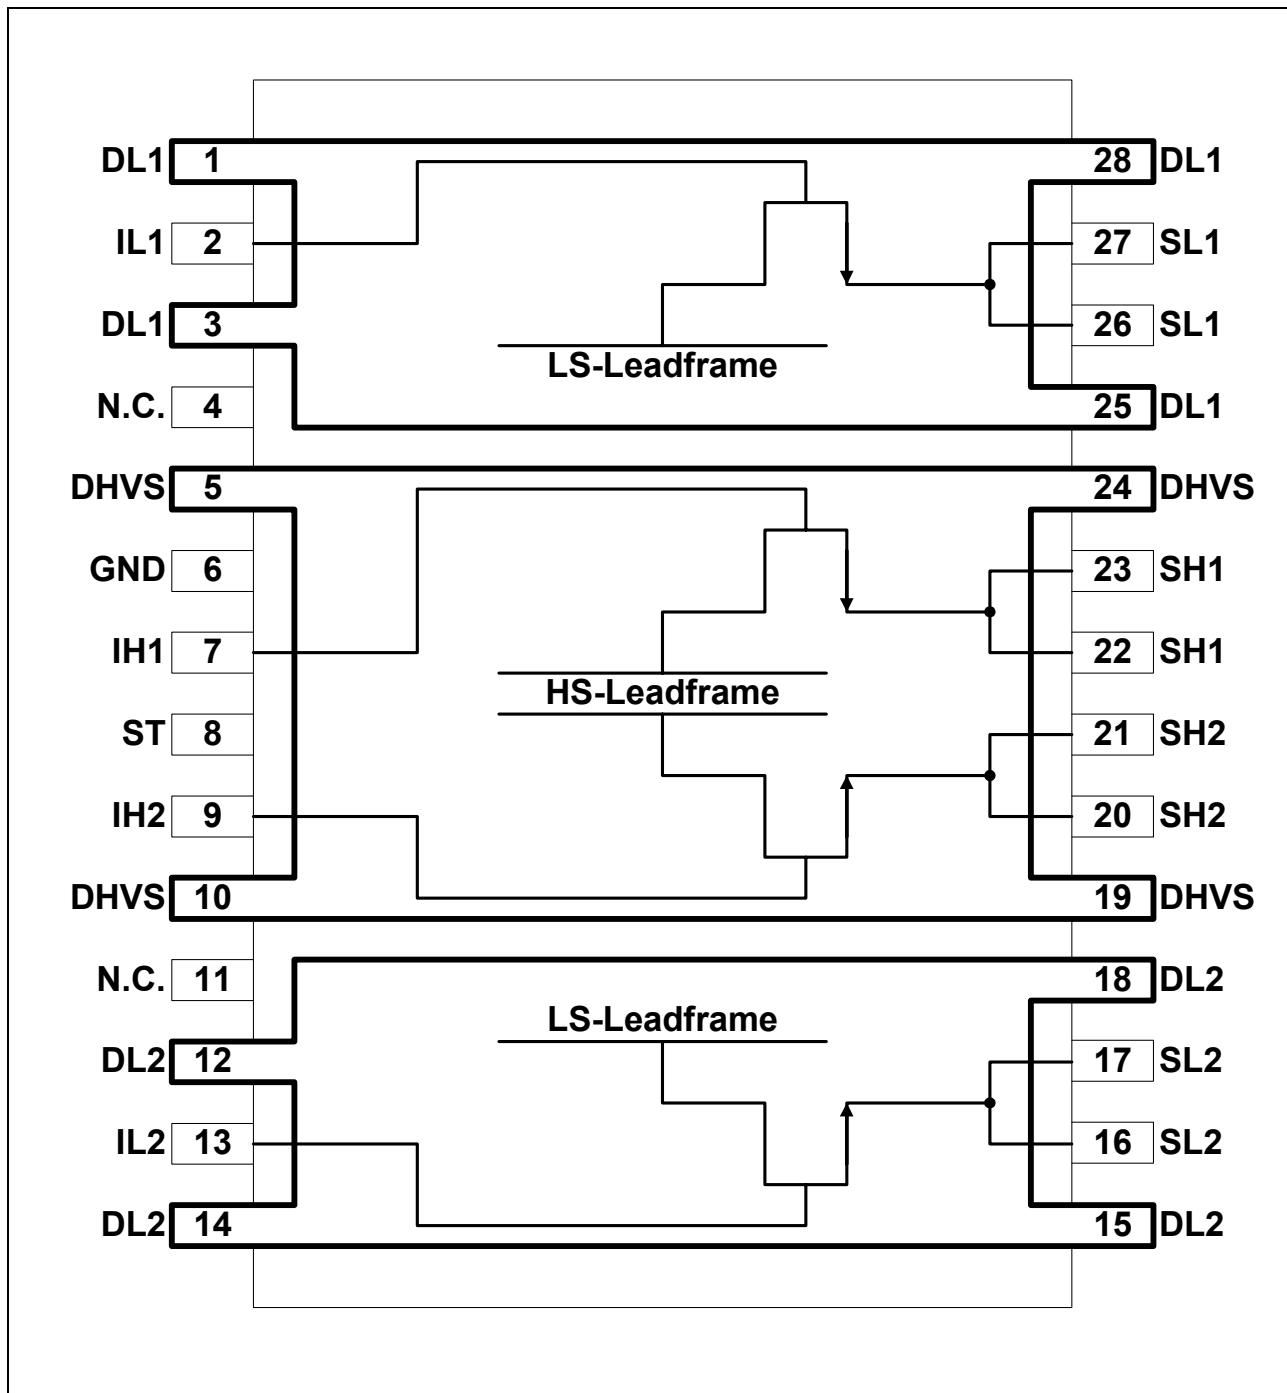 DL1 1 28 DL1
IL1 2 27 SL1
DL1 3 26 SL1
LS-Leadframe
N.C. 4 25 DL1
DHVS 5 24 DHVS
GND 6 23 SH1
IH1 7 22 SH1
HS-Leadframe
ST 8 21 SH2
IH2 9 20 SH2
DHVS 10 19 DHVS
N.C. 11 18 DL2
LS-Leadframe
DL2 12 17 SL2
IL2 13 16 SL2
DL2 14 15 DL2